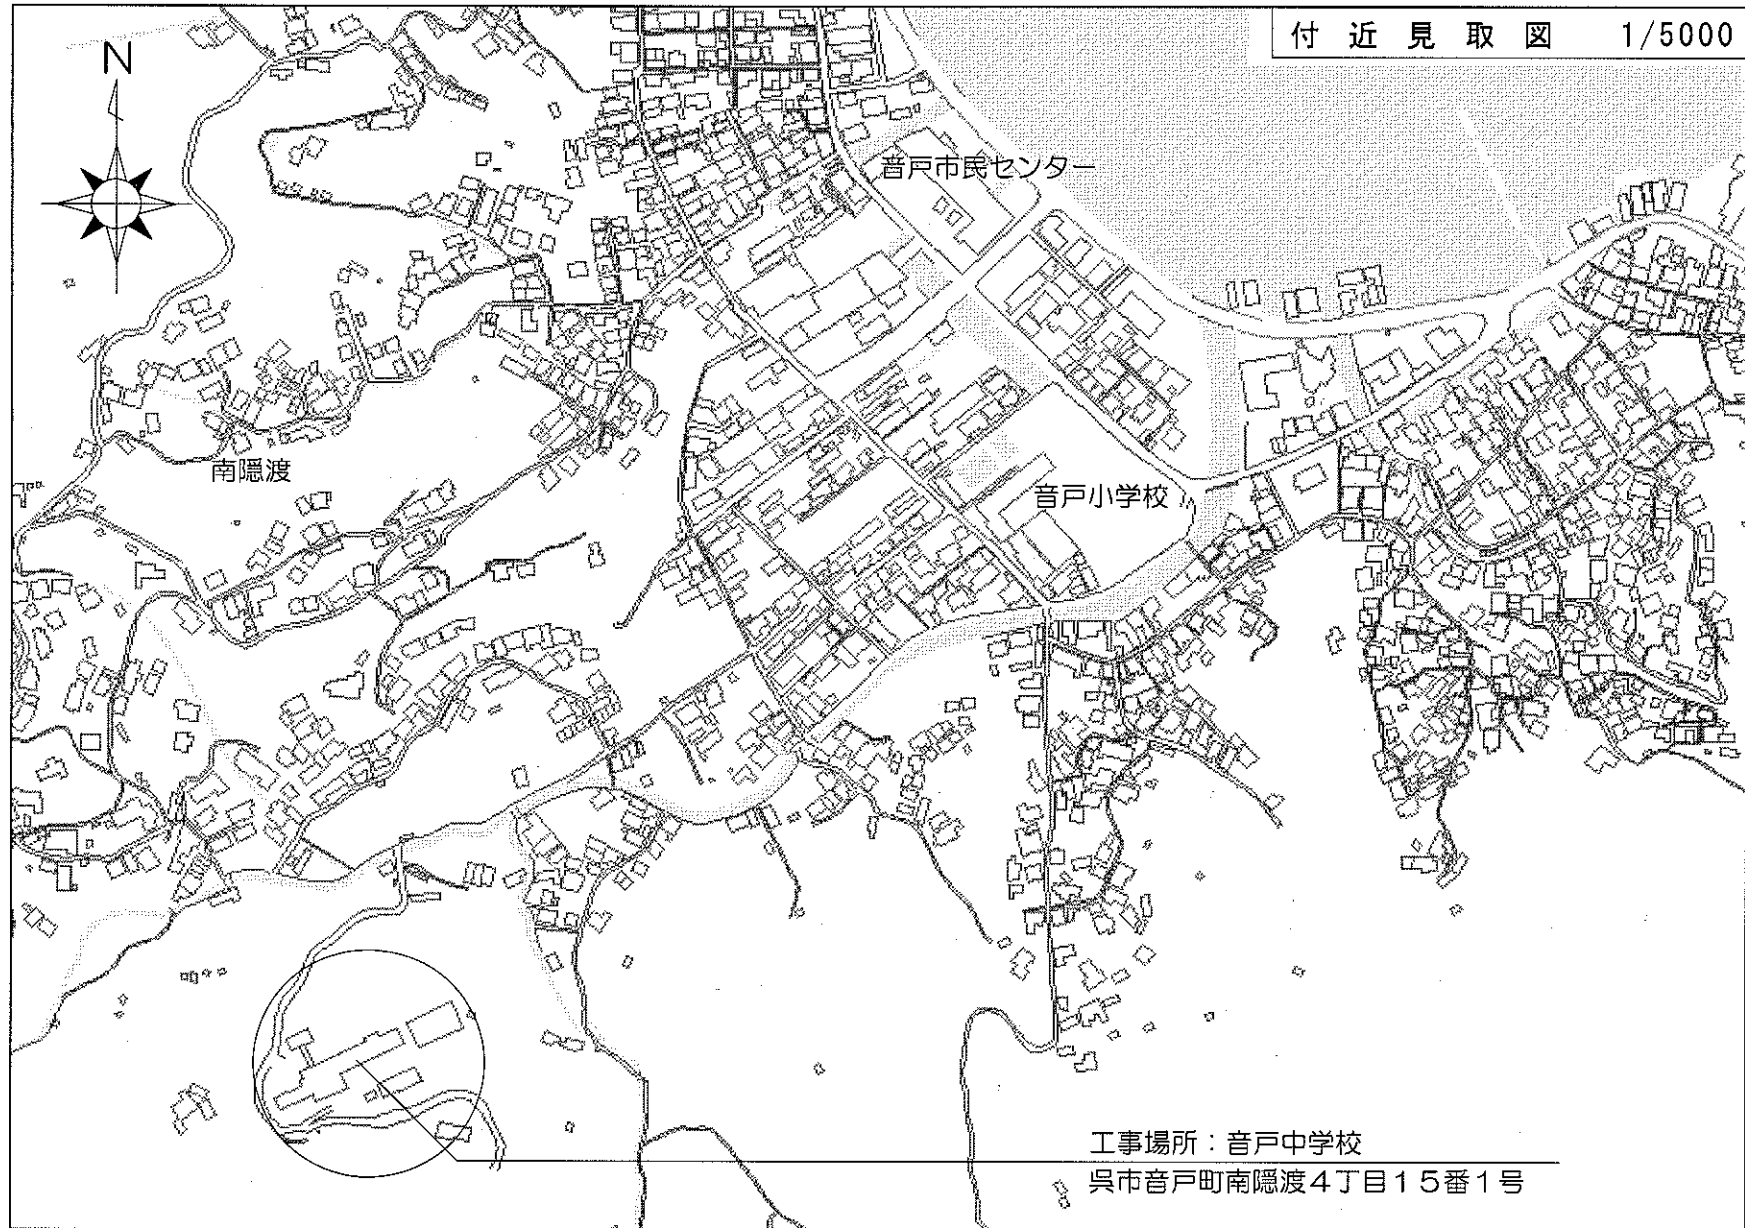 付近見取図 1/5000
N
音戸市民センター
南隠渡
音戸小学校
工事場所：音戸中学校
呉市音戸町南隠渡４丁目１５番１号